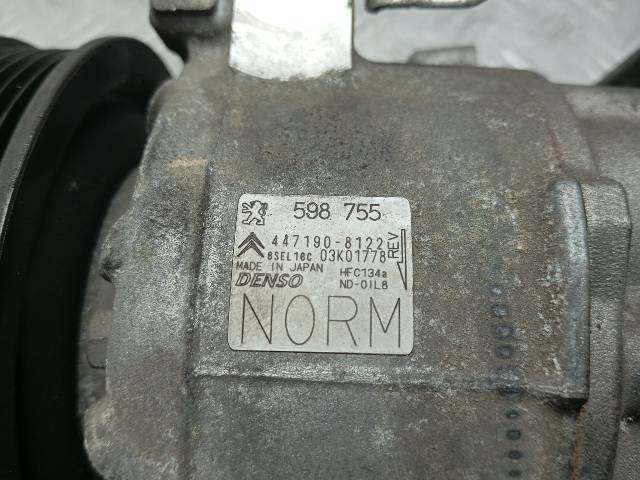 598 755
447190-8122
6SEL16C 03K01778
REV
MADE IN JAPAN HFC134a
DENSO ND-OIL8
NORM